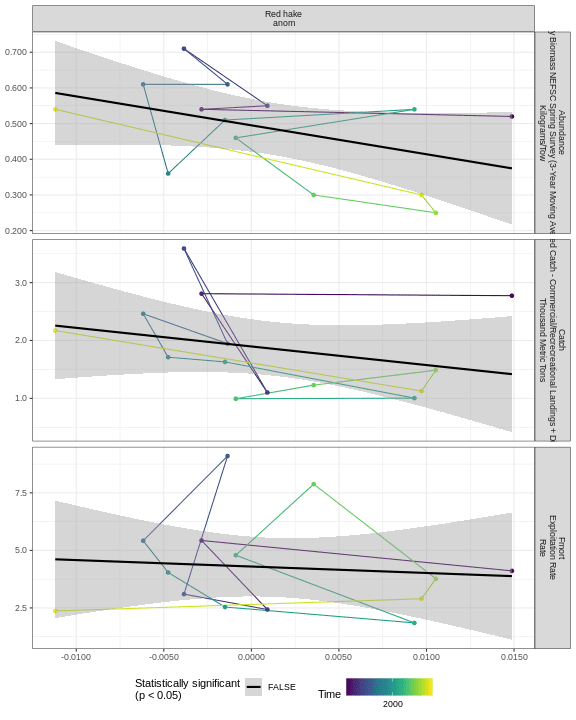 Red hake
anom
0.700
0.600
0.500
0.400
0.300
0.200
Abundance
Biomass NEFSC Spring Survey (3-Year Moving
Kilograms/Tow
3.0
2.0
1.0
Catch
Catch - Commercial/Recreational Landings +
Thousand Metric Tons
7.5
5.0
2.5
Fmort
Exploitation Rate
Rate
-0.0100
-0.0050
0.0000
0.0050
0.0100
0.0150
Statistically significant
(p < 0.05)
FALSE
Time
2000